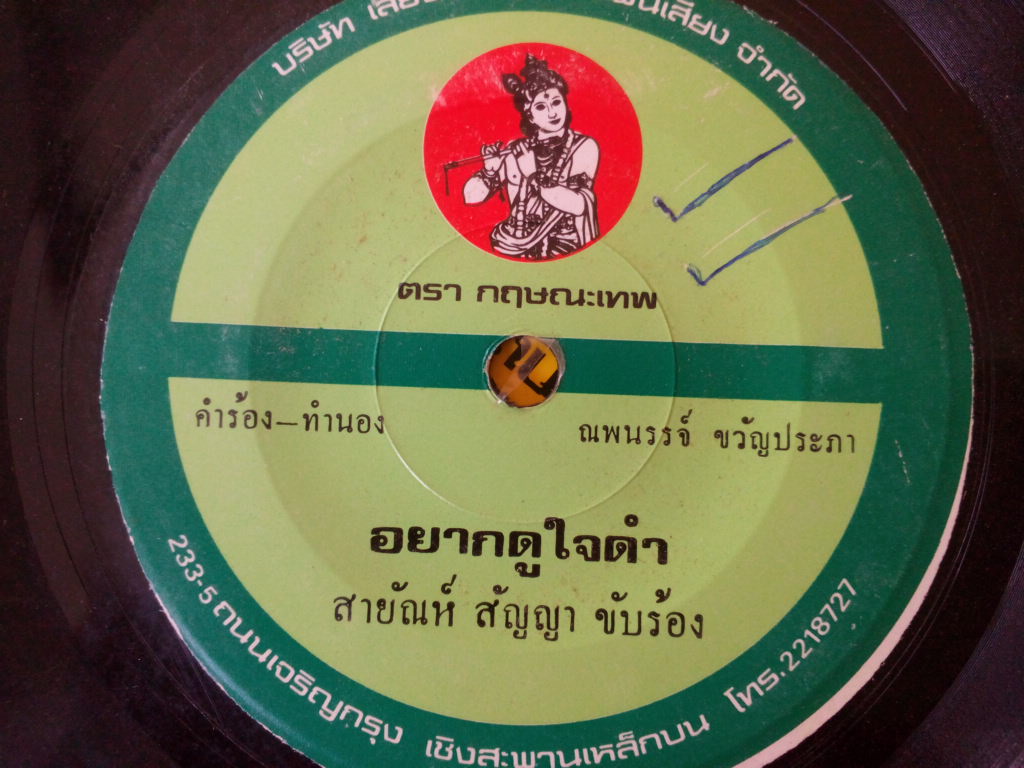 บริษัท
แผ่นเสียง จำกัด
ตรา กฤษณะเทพ
คำร้อง–ทำนอง ณพนรรจ์ ขวัญประภา
อยากดูใจดำ
สายัณห์ สัญญา ขับร้อง
233-5 ถนนเจริญกรุง เชิงสะพานเหล็กบน โทร.2218727